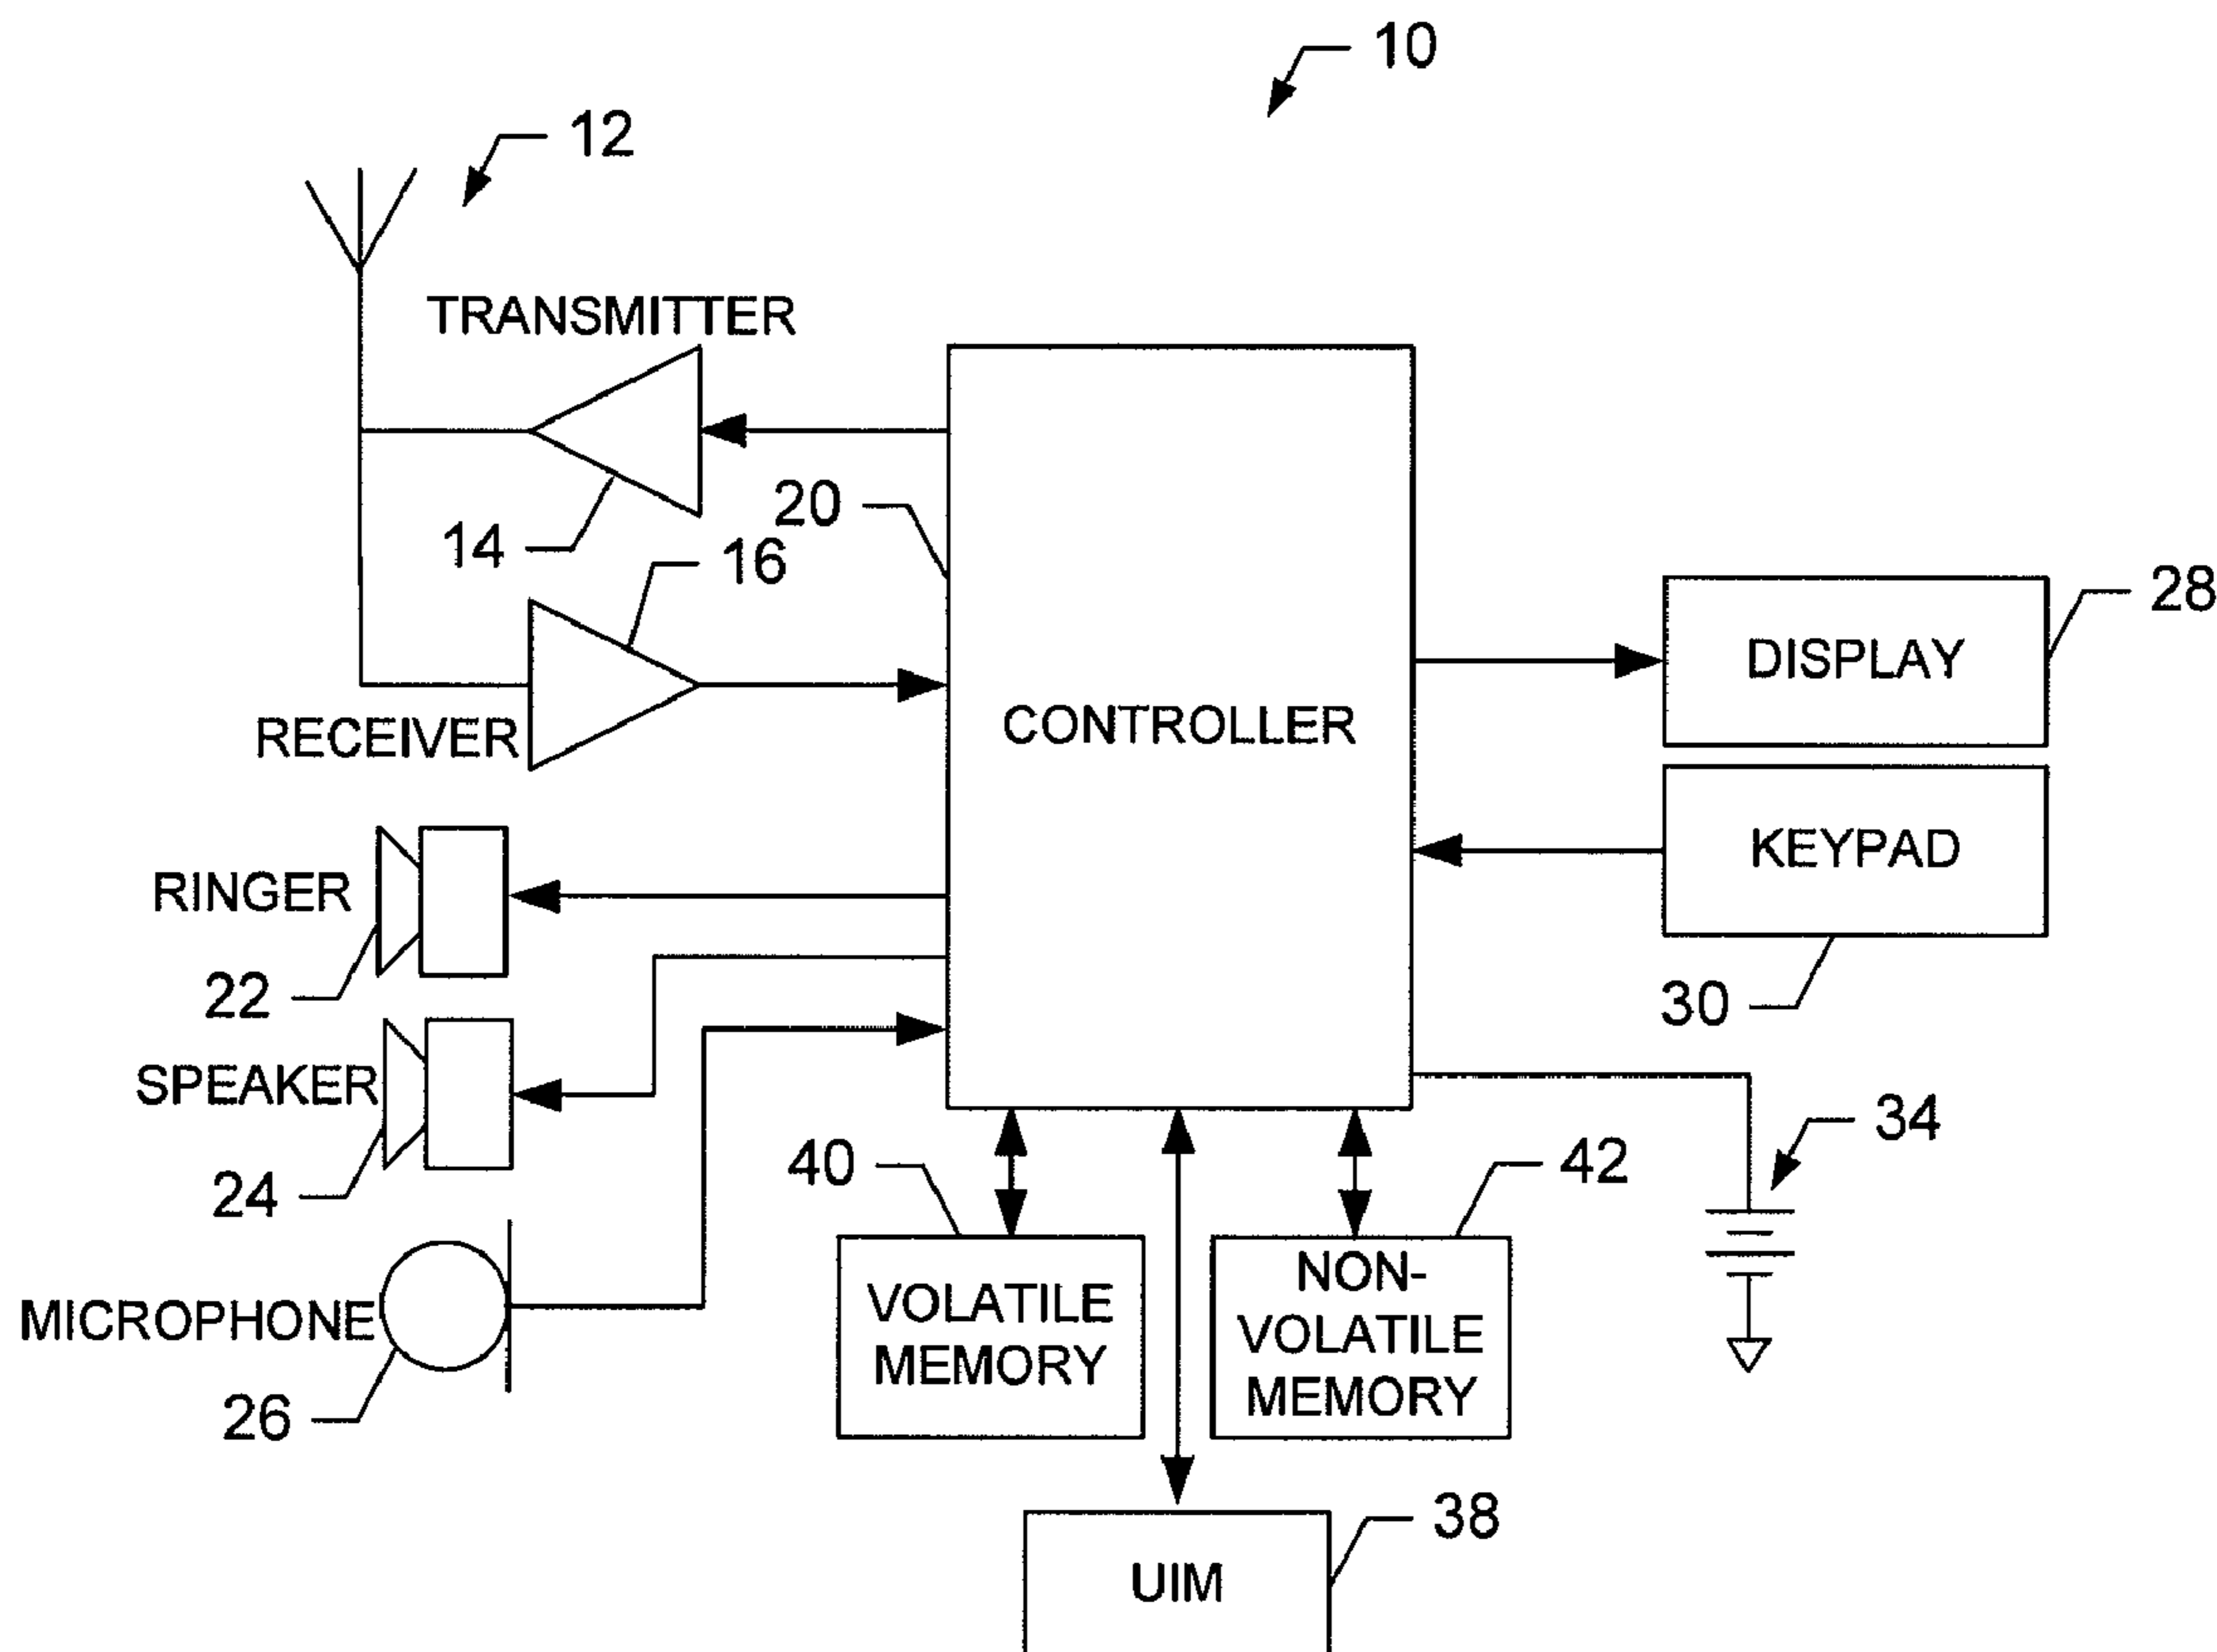 10
12
TRANSMITTER
14
16
20
RECEIVER
CONTROLLER
DISPLAY
28
KEYPAD
30
RINGER
22
SPEAKER
24
MICROPHONE
26
40
VOLATILE
MEMORY
42
NON-
VOLATILE
MEMORY
34
38
UIM